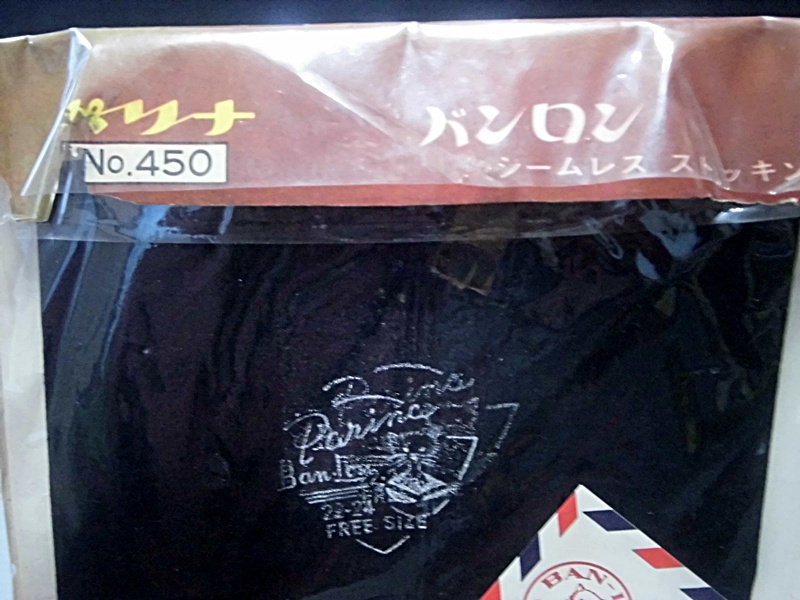 パリナ
No.450
バンロン
シームレス ストッキン
Parina
Ban-Lon
22-24
FREE SIZE
BAN-L